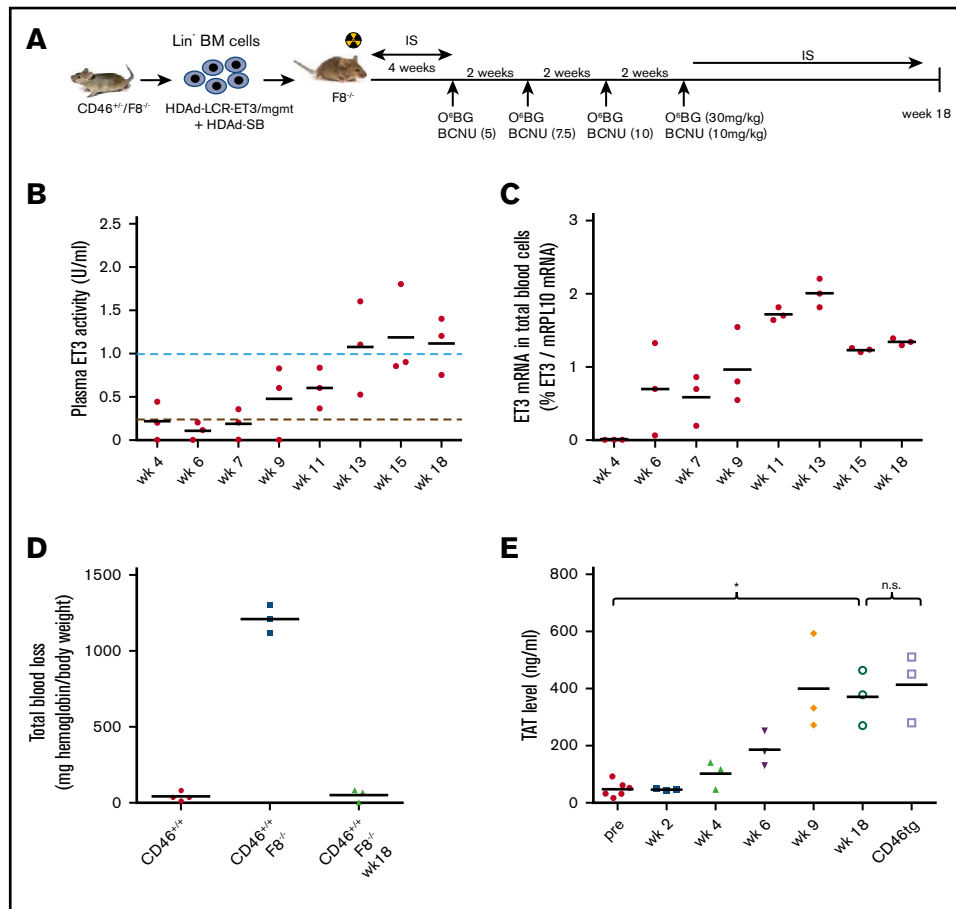 A
Lin⁻ BM cells
IS
IS
4 weeks
2 weeks
2 weeks
2 weeks
CD46⁺/⁻/F8⁻/⁻
HDAd-LCR-ET3/mgmt
+ HDAd-SB
F8⁻/⁻
O⁶BG
BCNU (5)
O⁶BG
BCNU (7.5)
O⁶BG
BCNU (10)
O⁶BG (30mg/kg)
BCNU (10mg/kg)
week 18
B
Plasma ET3 activity (U/ml)
2.5
2.0
1.5
1.0
0.5
0
wk 4
wk 6
wk 7
wk 9
wk 11
wk 13
wk 15
wk 18
C
ET3 mRNA in total blood cells
(% ET3 / mRPL10 mRNA)
3
2
1
0
wk 4
wk 6
wk 7
wk 9
wk 11
wk 13
wk 15
wk 18
D
Total blood loss
(mg hemoglobin/body weight)
1500
1000
500
0
CD46⁺/⁺
CD46⁺/⁺
F8⁻/⁻
CD46⁺/⁺
F8⁻/⁻
wk18
E
TAT level (ng/ml)
800
600
400
200
0
*
n.s.
pre
wk 2
wk 4
wk 6
wk 9
wk 18
CD46tg